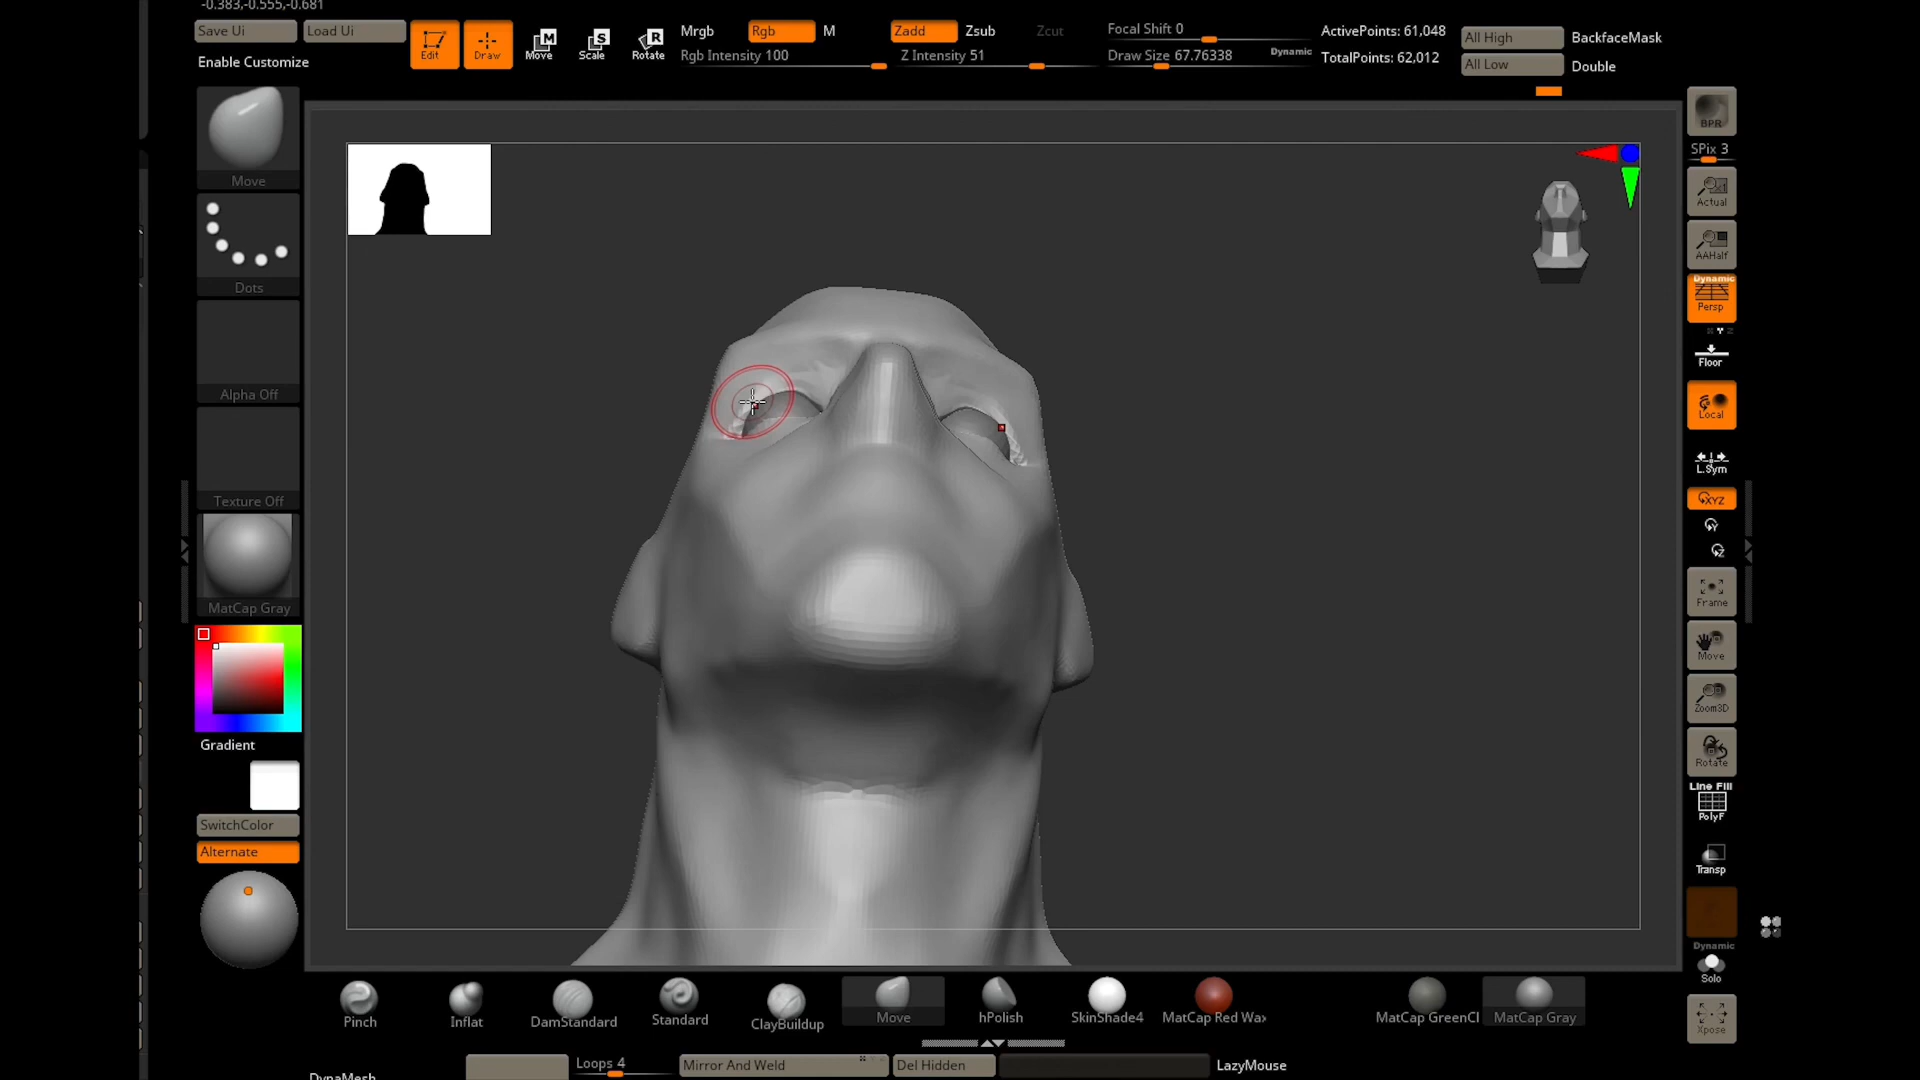 -0.383,-0.555,-0.681
Save Ui
Load Ui
Enable Customize
Edit
Draw
M
Move
S
Scale
R
Rotate
Mrgb
Rgb
M
Rgb Intensity 100
Zadd
Zsub
Zcut
Z Intensity 51
Focal Shift 0
Draw Size 67.76338
Dynamic
ActivePoints: 61,048
TotalPoints: 62,012
All High
All Low
BackfaceMask
Double
Move
Dots
Alpha Off
Texture Off
MatCap Gray
Gradient
SwitchColor
Alternate
BPR
SPix 3
Actual
AAHalf
Dynamic
Persp
Floor
Local
L.Sym
XYZ
Y
Z
Frame
Move
Zoom3D
Rotate
Line Fill
PolyF
Transp
Dynamic
Solo
Xpose
Pinch
Inflat
DamStandard
Standard
ClayBuildup
Move
hPolish
SkinShade4
MatCap Red Wax
MatCap GreenCl
MatCap Gray
DynaMesh
Loops 4
Mirror And Weld
Del Hidden
LazyMouse